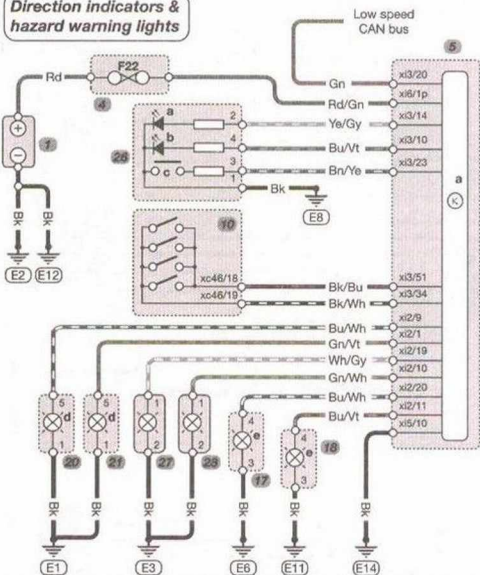 Direction indicators &
hazard warning lights
Low speed
CAN bus
5
F22
Rd
4
Gn
xi3/20
Rd/Gn
xi6/1p
Ye/Gy
xi3/14
Bu/Vt
xi3/10
Bn/Ye
xi3/23
a
K
1
26
a
b
c
2
4
3
1
Bk
E8
Bk
Bk
E2
E12
10
xc46/18
xc46/19
Bk/Bu
xi3/51
Bk/Wh
xi3/34
Bu/Wh
xi2/9
Gn/Vt
xi2/1
Wh/Gy
xi2/19
Gn/Wh
xi2/10
Bu/Wh
xi2/20
Bu/Vt
xi2/11
xi5/10
5
d
1
20
5
d
1
21
1
2
27
1
2
28
4
e
3
17
4
e
3
18
Bk
Bk
Bk
Bk
Bk
Bk
Bk
E1
E3
E6
E11
E14